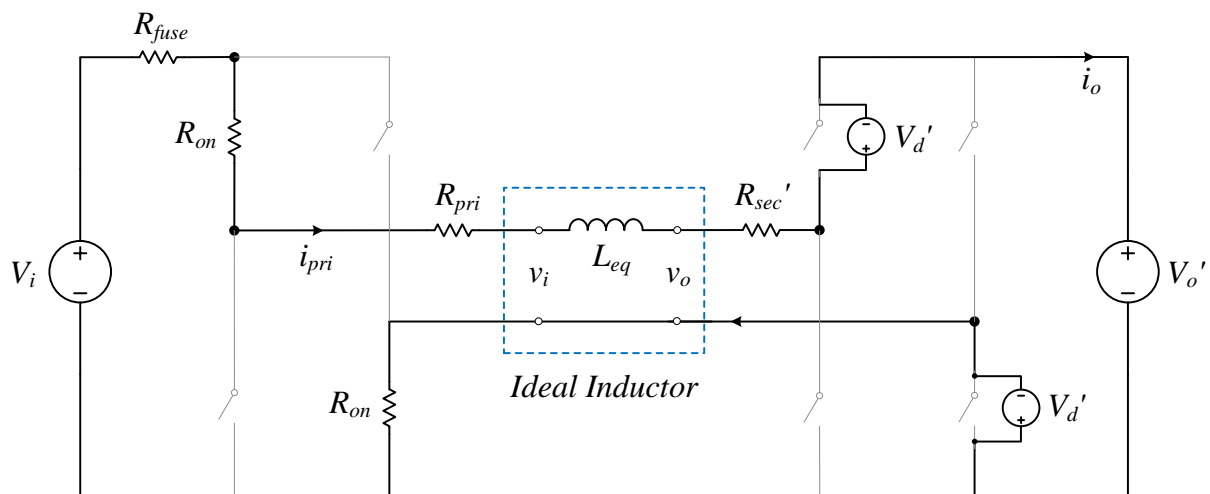 R_fuse
i_o
R_on
V_d'
R_pri
R_sec'
V_i
i_pri
v_i
L_eq
v_o
V_o'
Ideal Inductor
R_on
V_d'